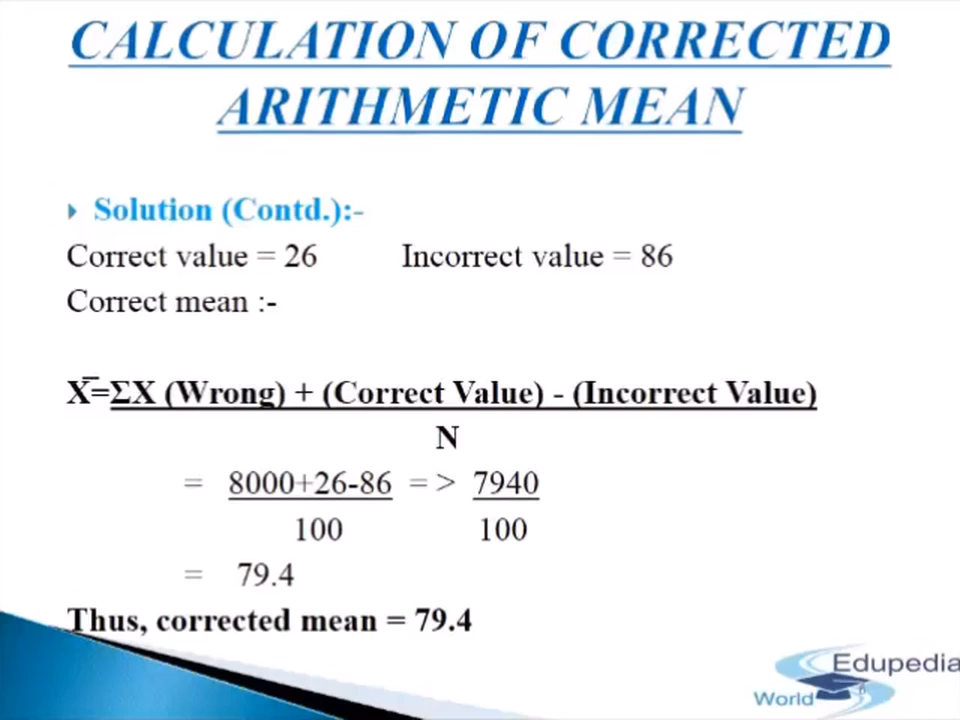 CALCULATION OF CORRECTED
ARITHMETIC MEAN
Solution (Contd.):-
Correct value = 26 Incorrect value = 86
Correct mean :-
X̅=ΣX (Wrong) + (Correct Value) - (Incorrect Value)
N
= 8000+26-86 = > 7940
100 100
= 79.4
Thus, corrected mean = 79.4
Edupedia
World